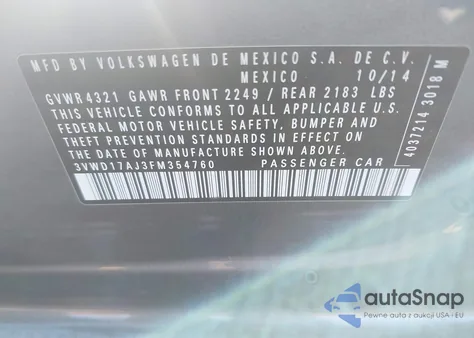 MFD BY VOLKSWAGEN DE MEXICO S.A. DE C.V.
MEXICO 10/14
GVWR 4321 GAWR FRONT 2249 / REAR 2183 LBS
THIS VEHICLE CONFORMS TO ALL APPLICABLE U.S.
FEDERAL MOTOR VEHICLE SAFETY, BUMPER AND
THEFT PREVENTION STANDARDS IN EFFECT ON
THE DATE OF MANUFACTURE SHOWN ABOVE.
3VWD17AJ3FM354760 PASSENGER CAR
4037214 3018 M
autoSnap
Pewne auta z aukcji USA i EU